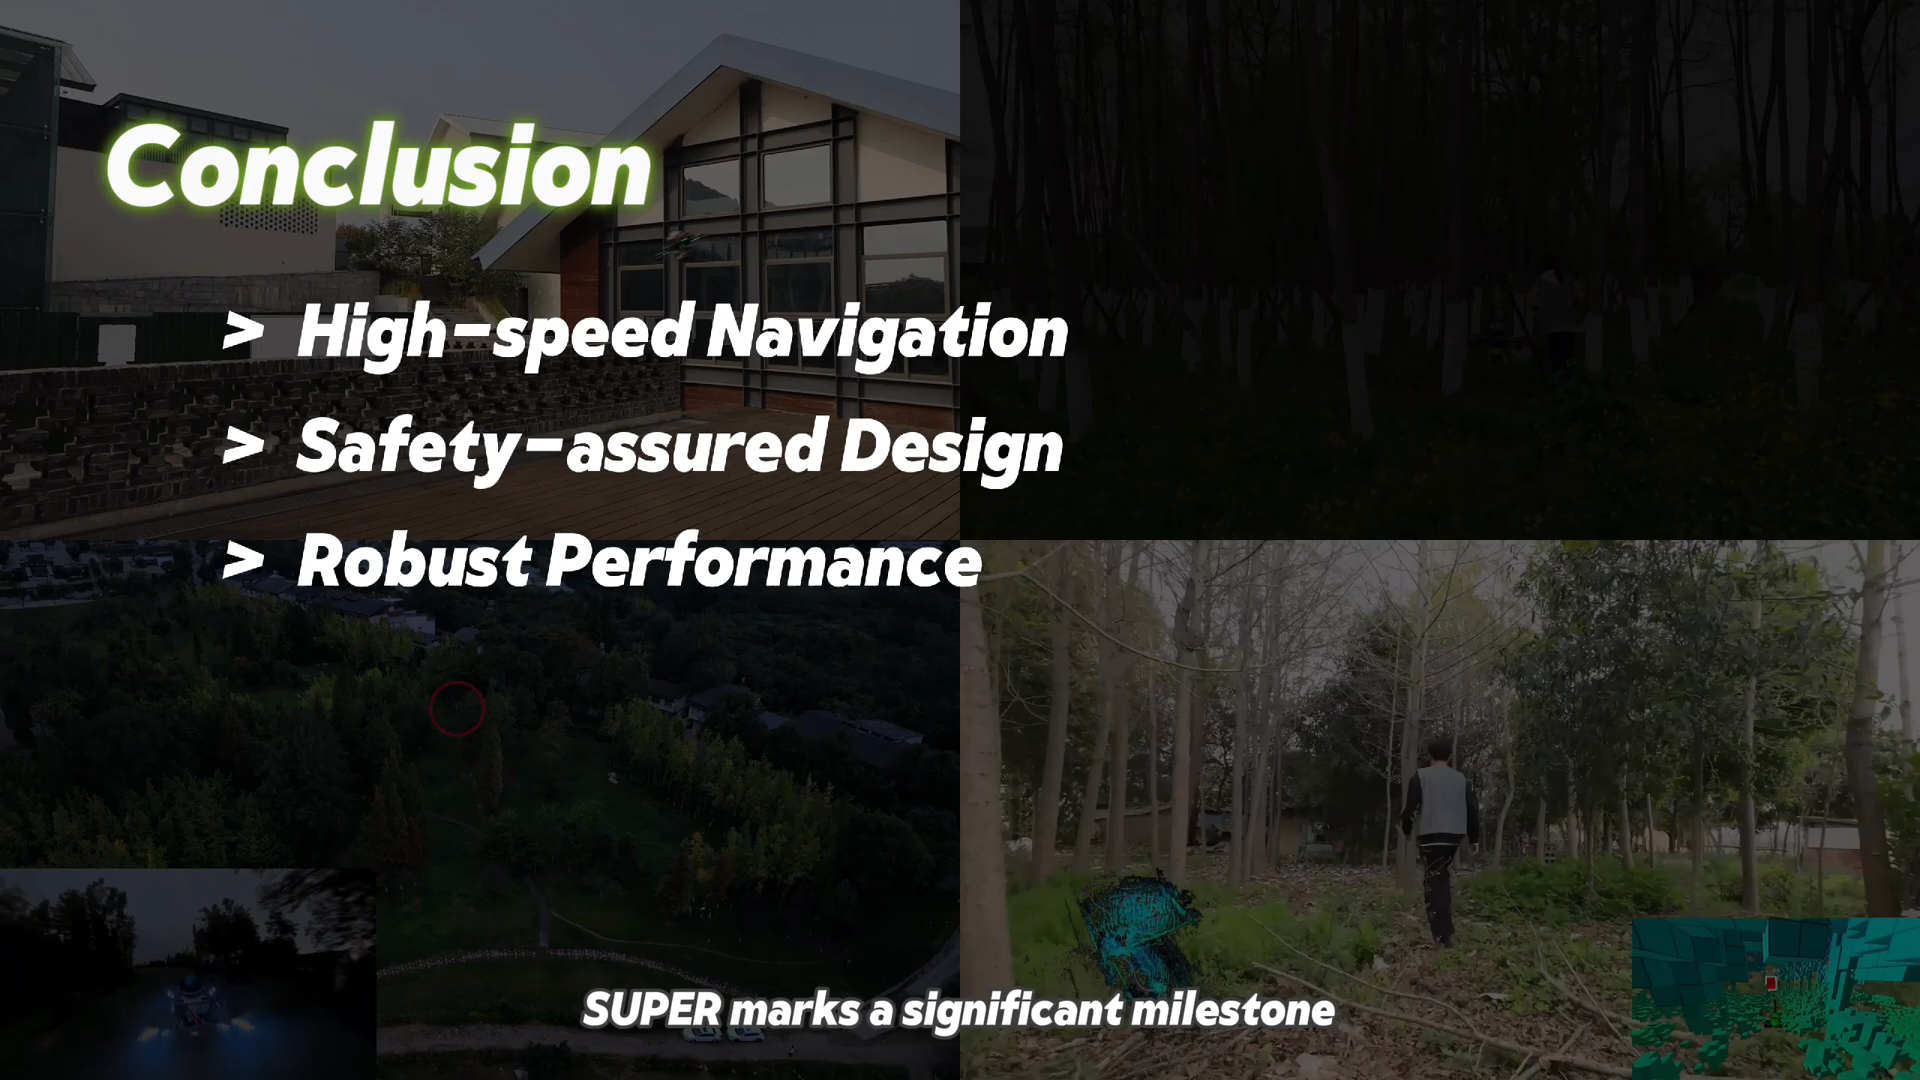 Conclusion
> High-speed Navigation
> Safety-assured Design
> Robust Performance
SUPER marks a significant milestone